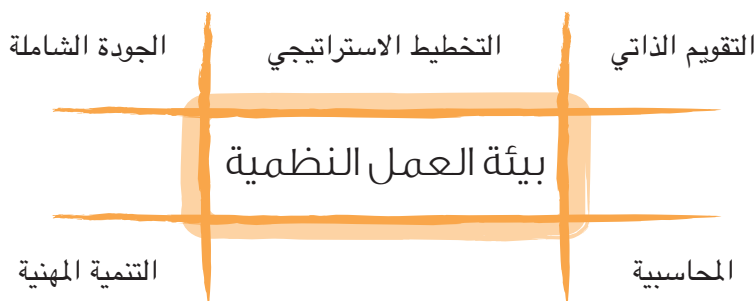 التقويم الذاتي
التخطيط الاستراتيجي
الجودة الشاملة
بيئة العمل النظمية
المحاسبية
التنمية المهنية